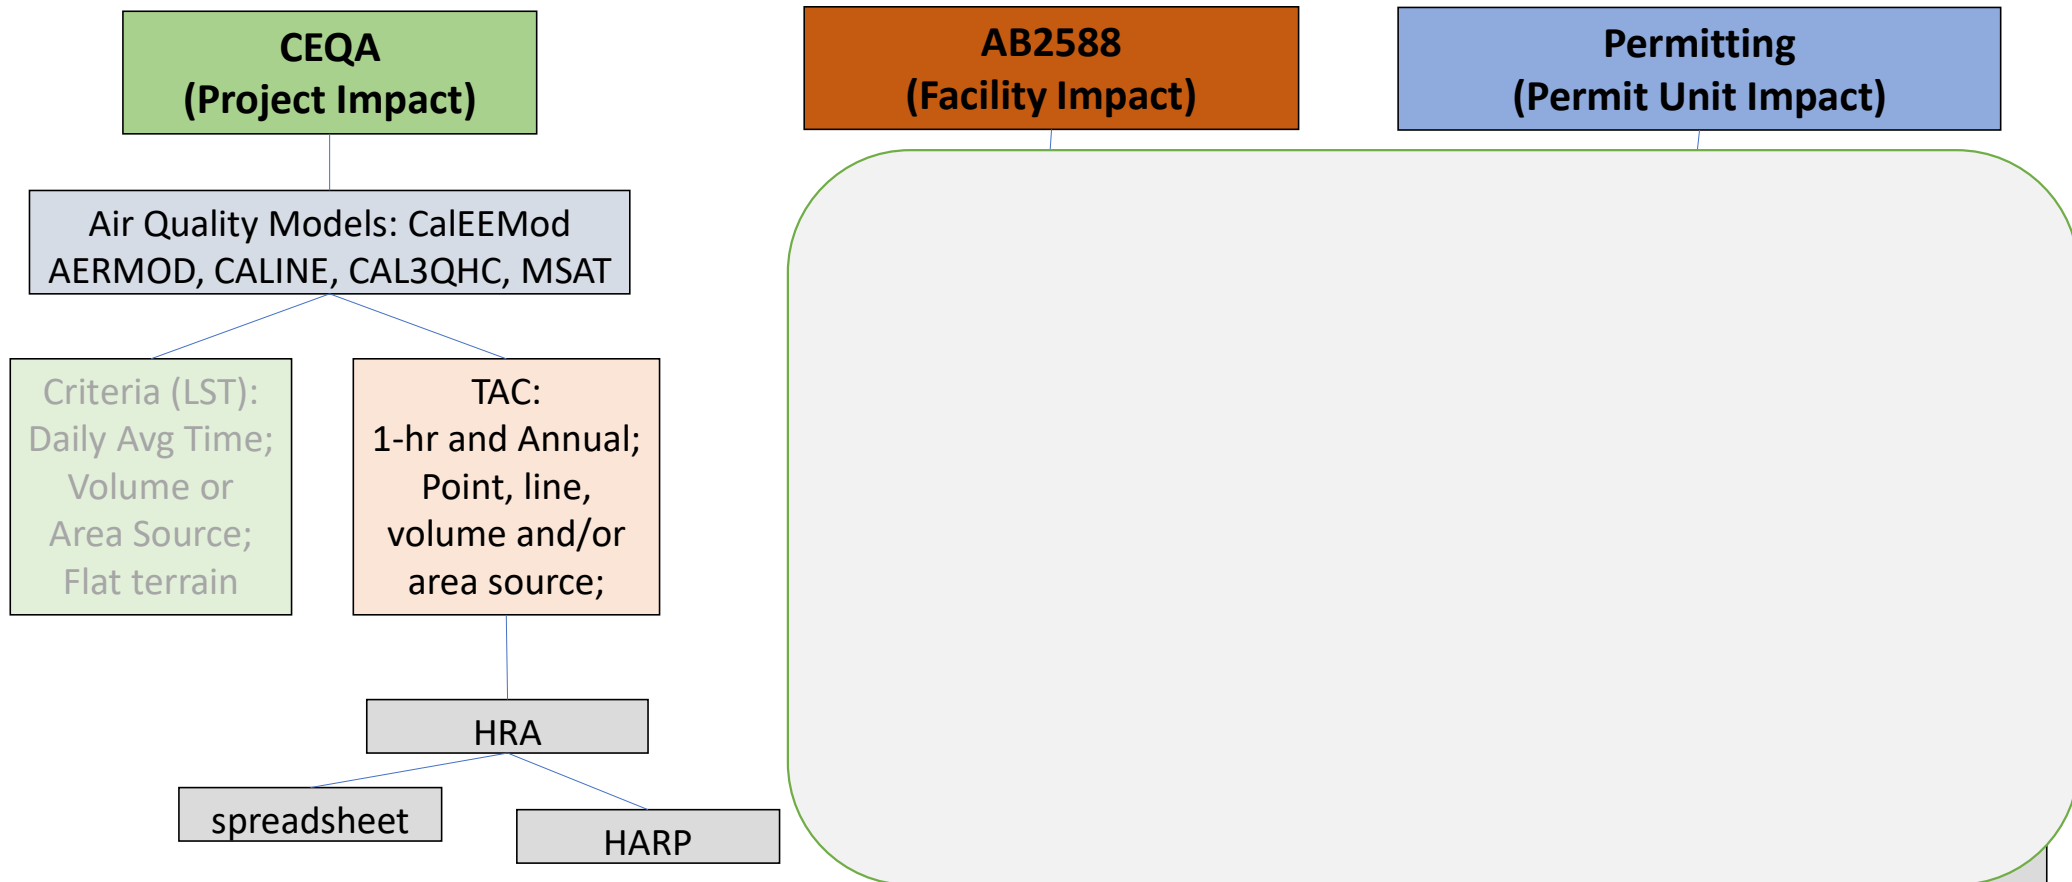 CEQA
(Project Impact)
AB2588
(Facility Impact)
Permitting
(Permit Unit Impact)
Air Quality Models: CalEEMod
AERMOD, CALINE, CAL3QHC, MSAT
Criteria (LST):
Daily Avg Time;
Volume or
Area Source;
Flat terrain
TAC:
1-hr and Annual;
Point, line,
volume and/or
area source;
HRA
spreadsheet
HARP